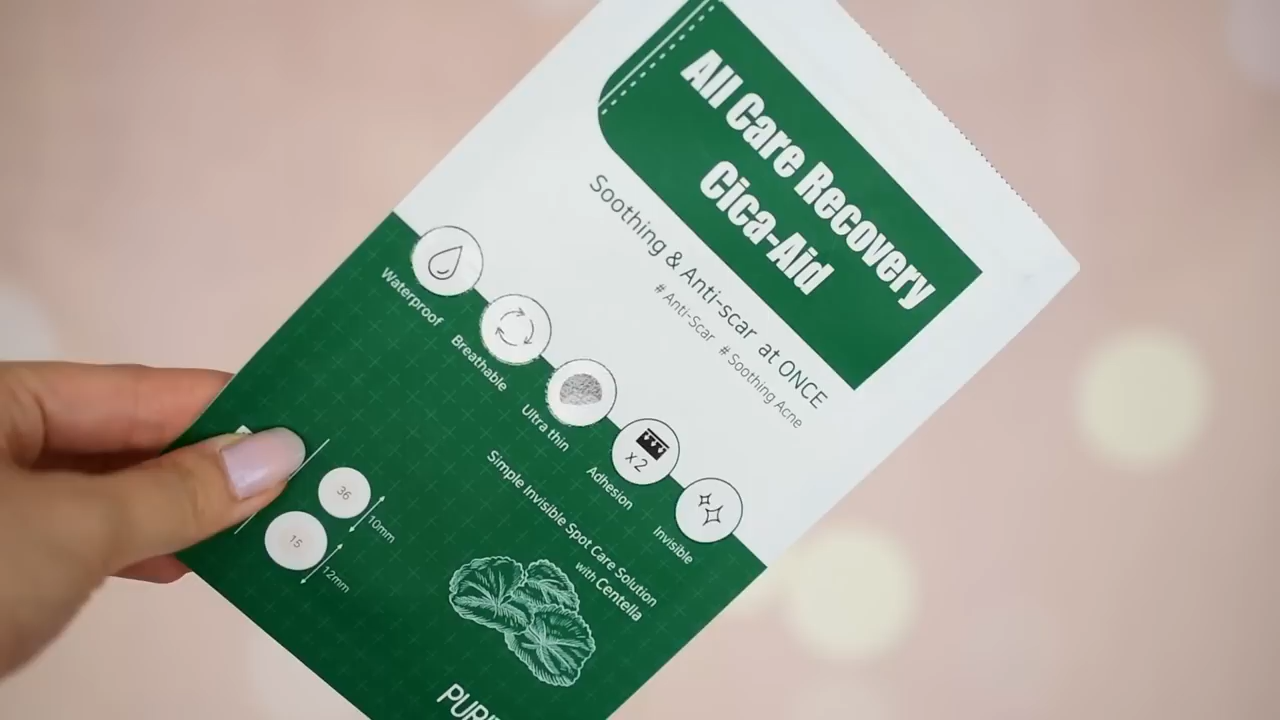 All Care Recovery
Cica-Aid
Soothing & Anti-scar at ONCE
# Anti-Scar # Soothing Acne
Waterproof
Breathable
Ultra thin
x2
Adhesion
Invisible
Simple Invisible Spot Care Solution
with Centella
36
10mm
15
12mm